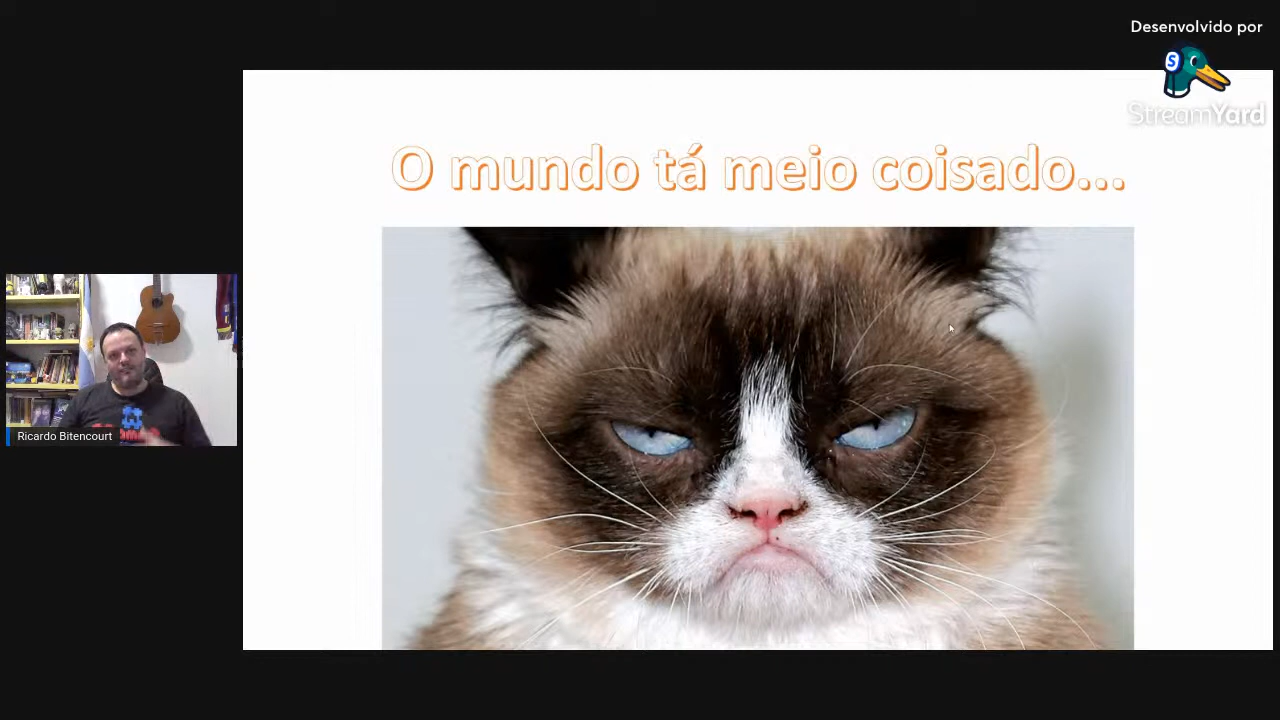 Desenvolvido por
StreamYard
O mundo tá meio coisado...
Ricardo Bitencourt